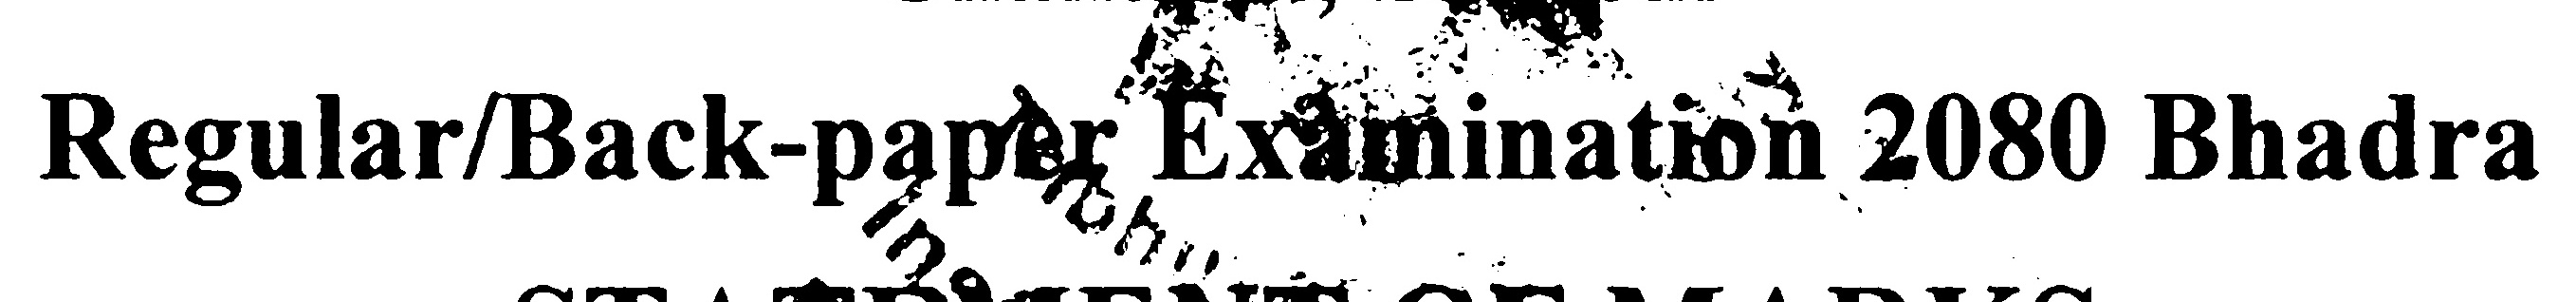 Regular/Back-paper Examination 2080 Bhadra
STATEMENT OF MARKS